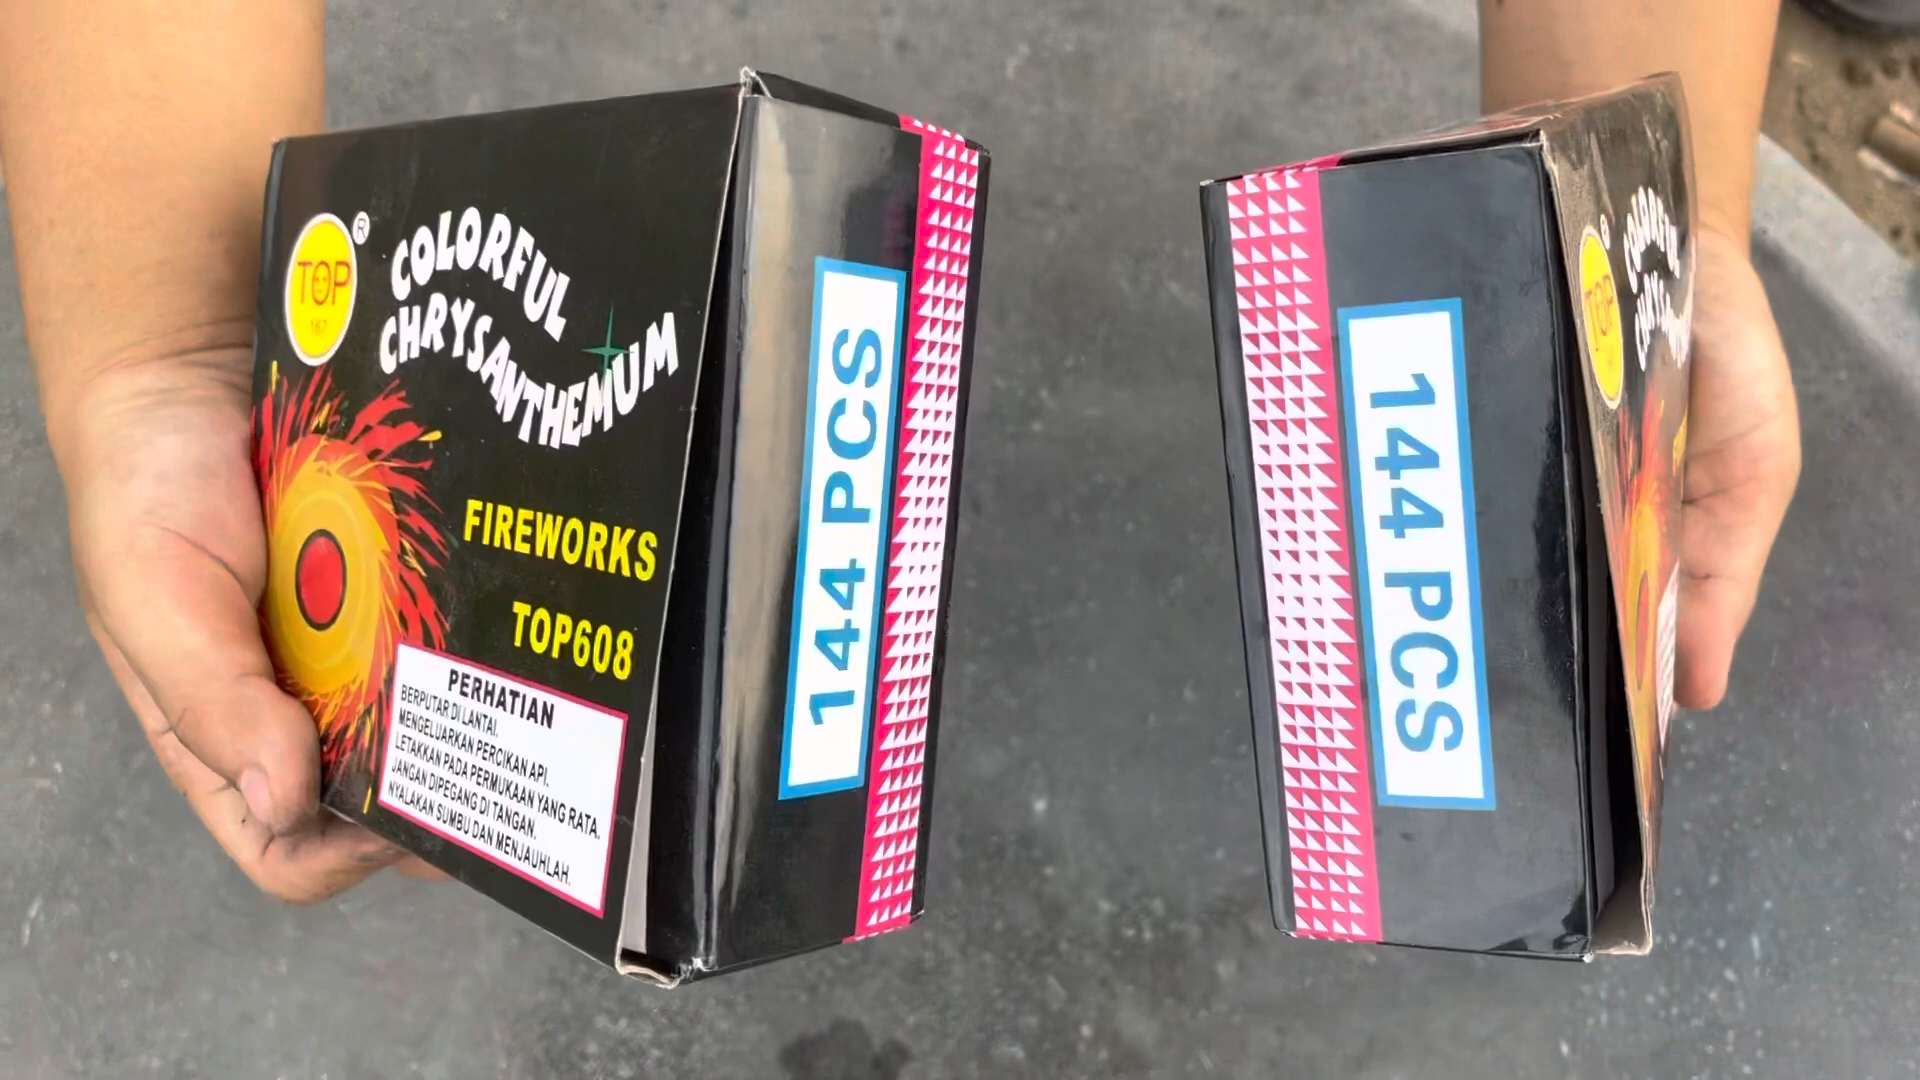 TOP
167
®
COLORFUL
CHRYSANTHEMUM
FIREWORKS
TOP608
PERHATIAN
BERPUTAR DI LANTAI.
MENGELUARKAN PERCIKAN API.
LETAKKAN PADA PERMUKAAN YANG RATA.
JANGAN DIPEGANG DI TANGAN.
NYALAKAN SUMBU DAN MENJAUHLAH.
144 PCS
144 PCS
TOP
®
COLORFUL